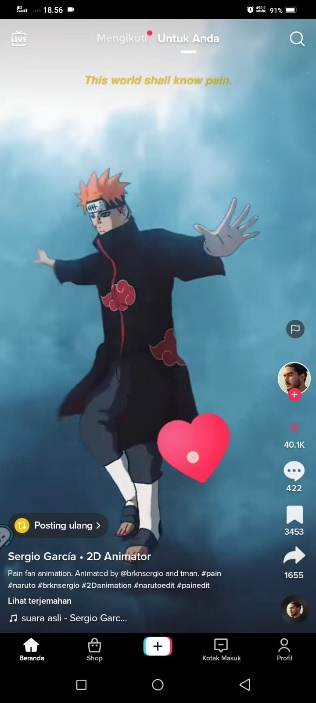 18.56
91%
LIVE
Mengikuti
Untuk Anda
This world shall know pain.
40.1K
422
3453
1655
Posting ulang
Sergio García • 2D Animator
Pain fan animation. Animated by @brknsergio and tman. #pain
#naruto #brknsergio #2Danimation #narutoedit #painedit
Lihat terjemahan
suara asli - Sergio Garc...
Beranda
Shop
Kotak Masuk
Profil